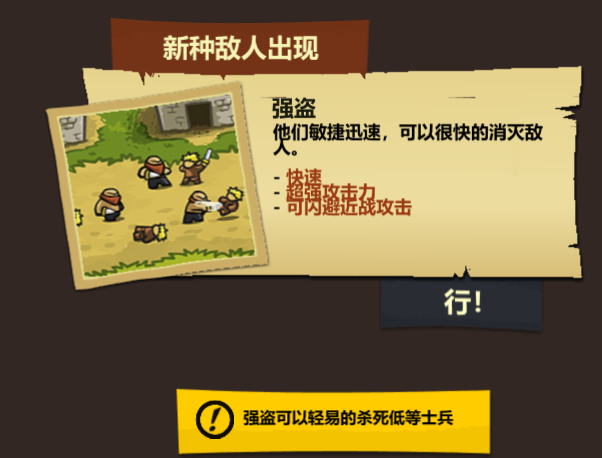 新种敌人出现
强盗
他们敏捷迅速，可以很快的消灭敌
人。
- 快速
- 超强攻击力
- 可闪避近战攻击
行!
强盗可以轻易的杀死低等士兵